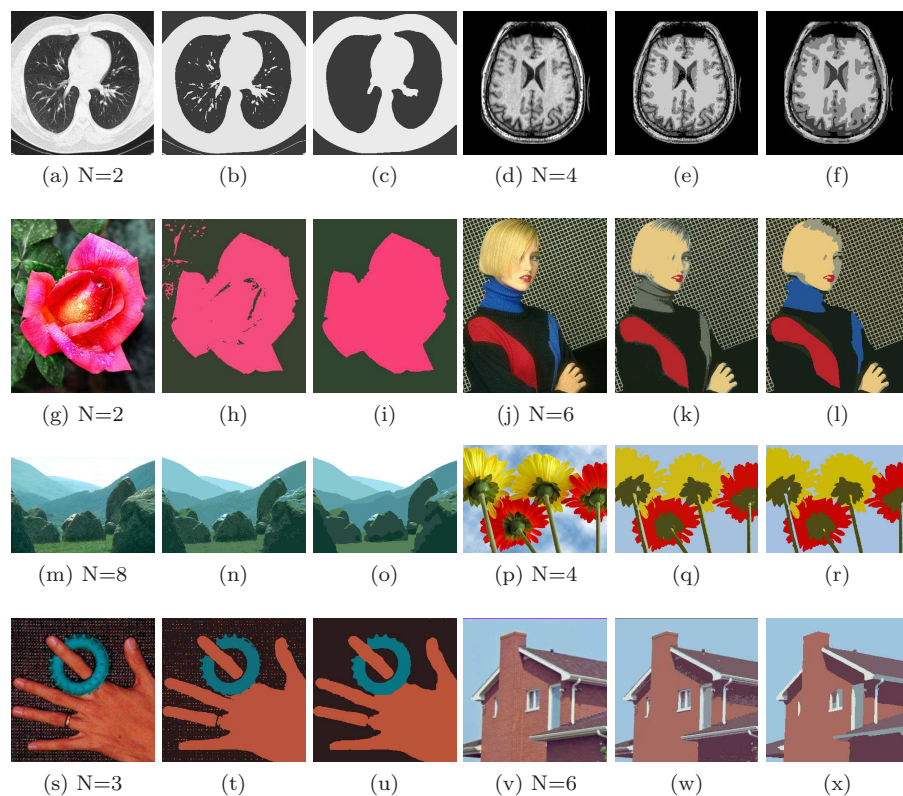 (a) N=2 (b) (c) (d) N=4 (e) (f)
(g) N=2 (h) (i) (j) N=6 (k) (l)
(m) N=8 (n) (o) (p) N=4 (q) (r)
(s) N=3 (t) (u) (v) N=6 (w) (x)